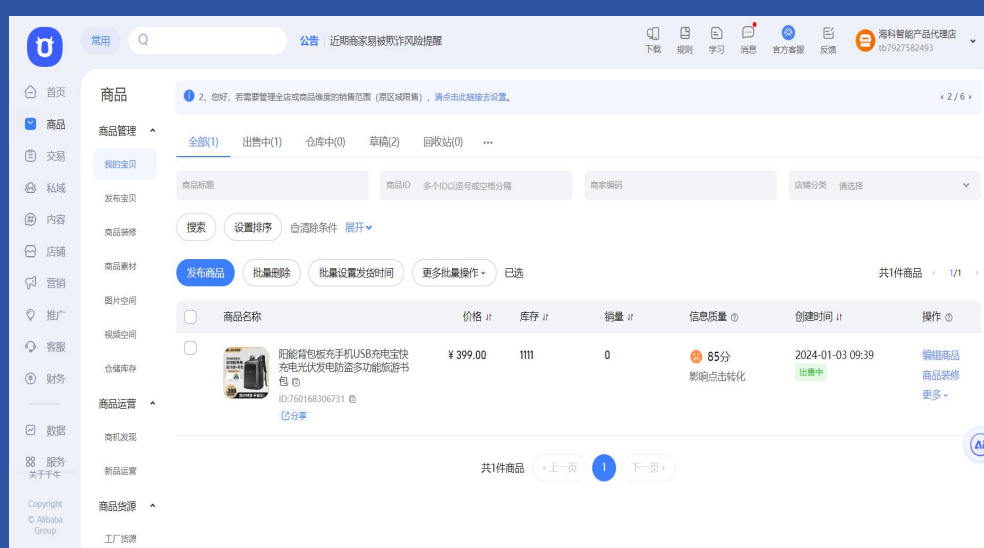 常用
公告 近期商家易被欺诈风险提醒
下载 规则 学习 消息 官方客服 反馈
海科智能产品代理店
tb7927582493
首页
商品
交易
私域
内容
店铺
营销
推广
客服
财务
数据
服务
关于千牛
Copyright
© Alibaba
Group
商品
商品管理
我的宝贝
发布宝贝
商品装修
商品素材
图片空间
视频空间
仓储库存
商品运营
商机发现
新品运营
商品货源
工厂货源
2、您好，若需要管理全店或商品维度的销售范围（原区域限售），请点击此链接去设置。
2 / 6
全部(1) 出售中(1) 仓库中(0) 草稿(2) 回收站(0) ···
商品标题 商品ID 多个ID以逗号或空格分隔 商家编码 店铺分类 请选择
搜索 设置排序 清除条件 展开
发布商品 批量删除 批量设置发货时间 更多批量操作 已选 共1件商品 1/1
商品名称 价格 库存 销量 信息质量 创建时间 操作
阳能背包板充手机USB充电宝快
充电光伏发电防盗多功能旅游书
包
ID:760168306731
分享
¥ 399.00 1111 0 85分
影响点击转化
2024-01-03 09:39
出售中
编辑商品
商品装修
更多
共1件商品 上一页 1 下一页